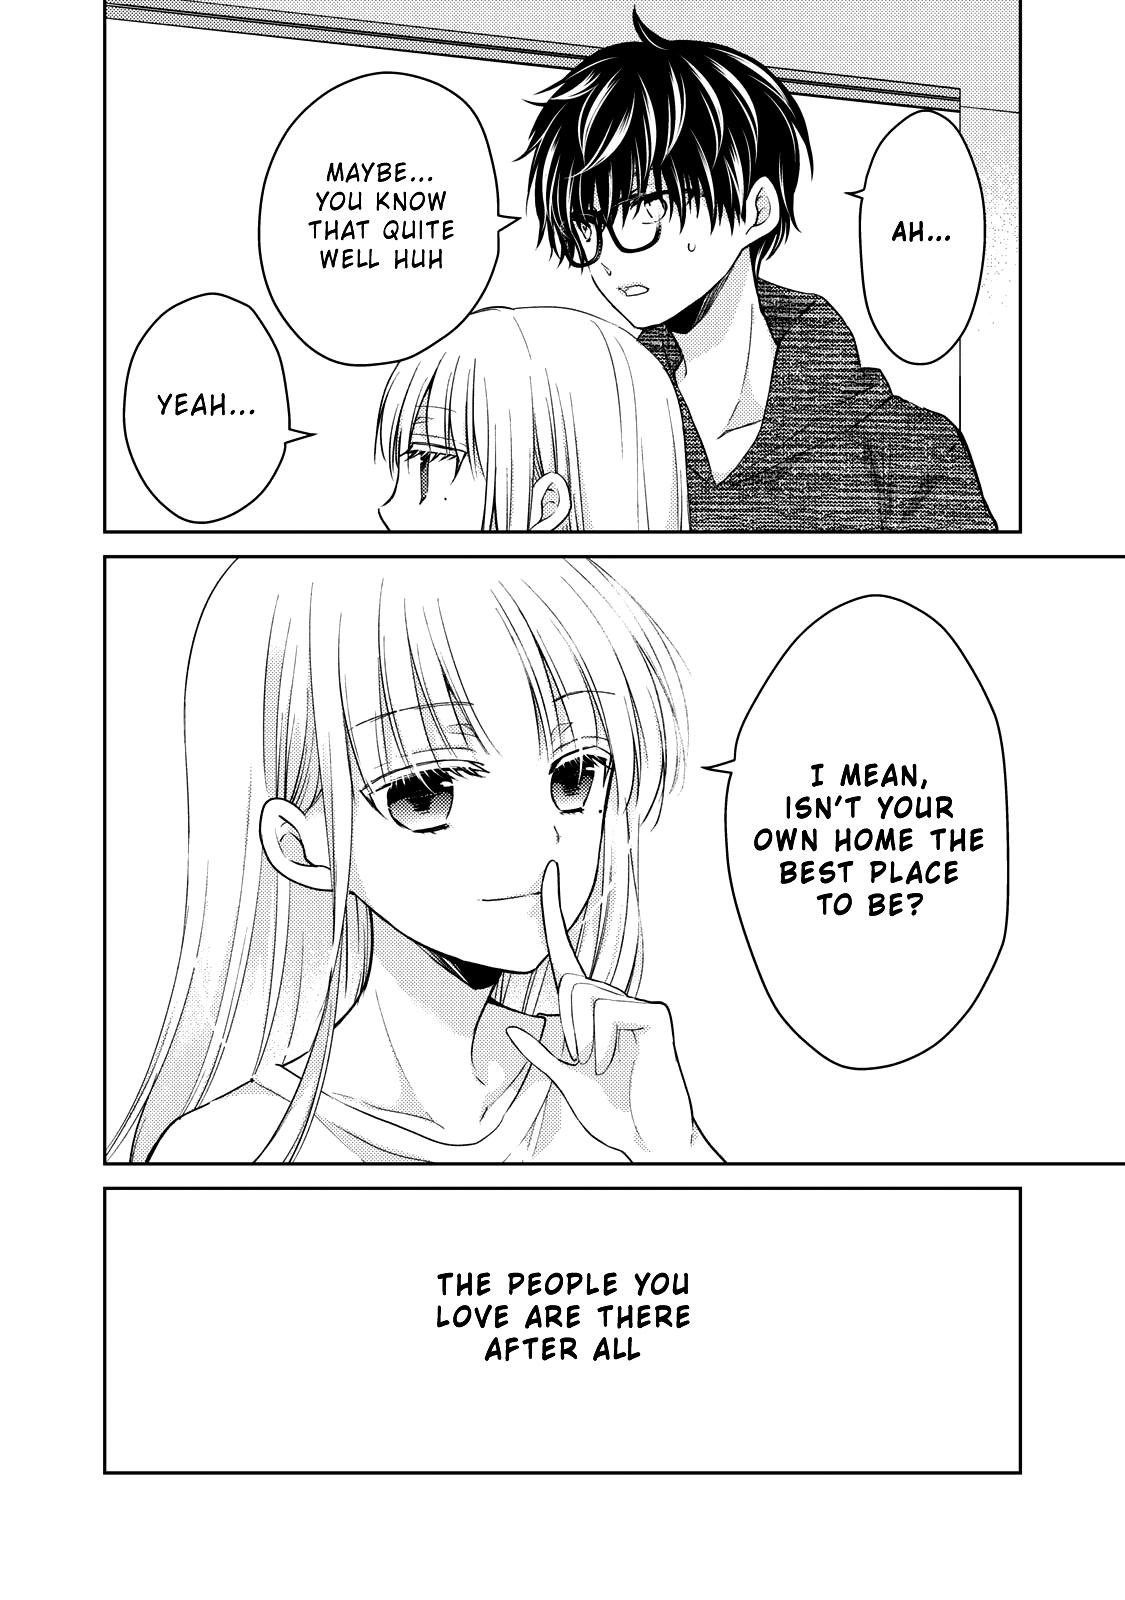 AH...
MAYBE...
YOU KNOW
THAT QUITE
WELL HUH
YEAH...
I MEAN,
ISN'T YOUR
OWN HOME THE
BEST PLACE
TO BE?
THE PEOPLE YOU
LOVE ARE THERE
AFTER ALL